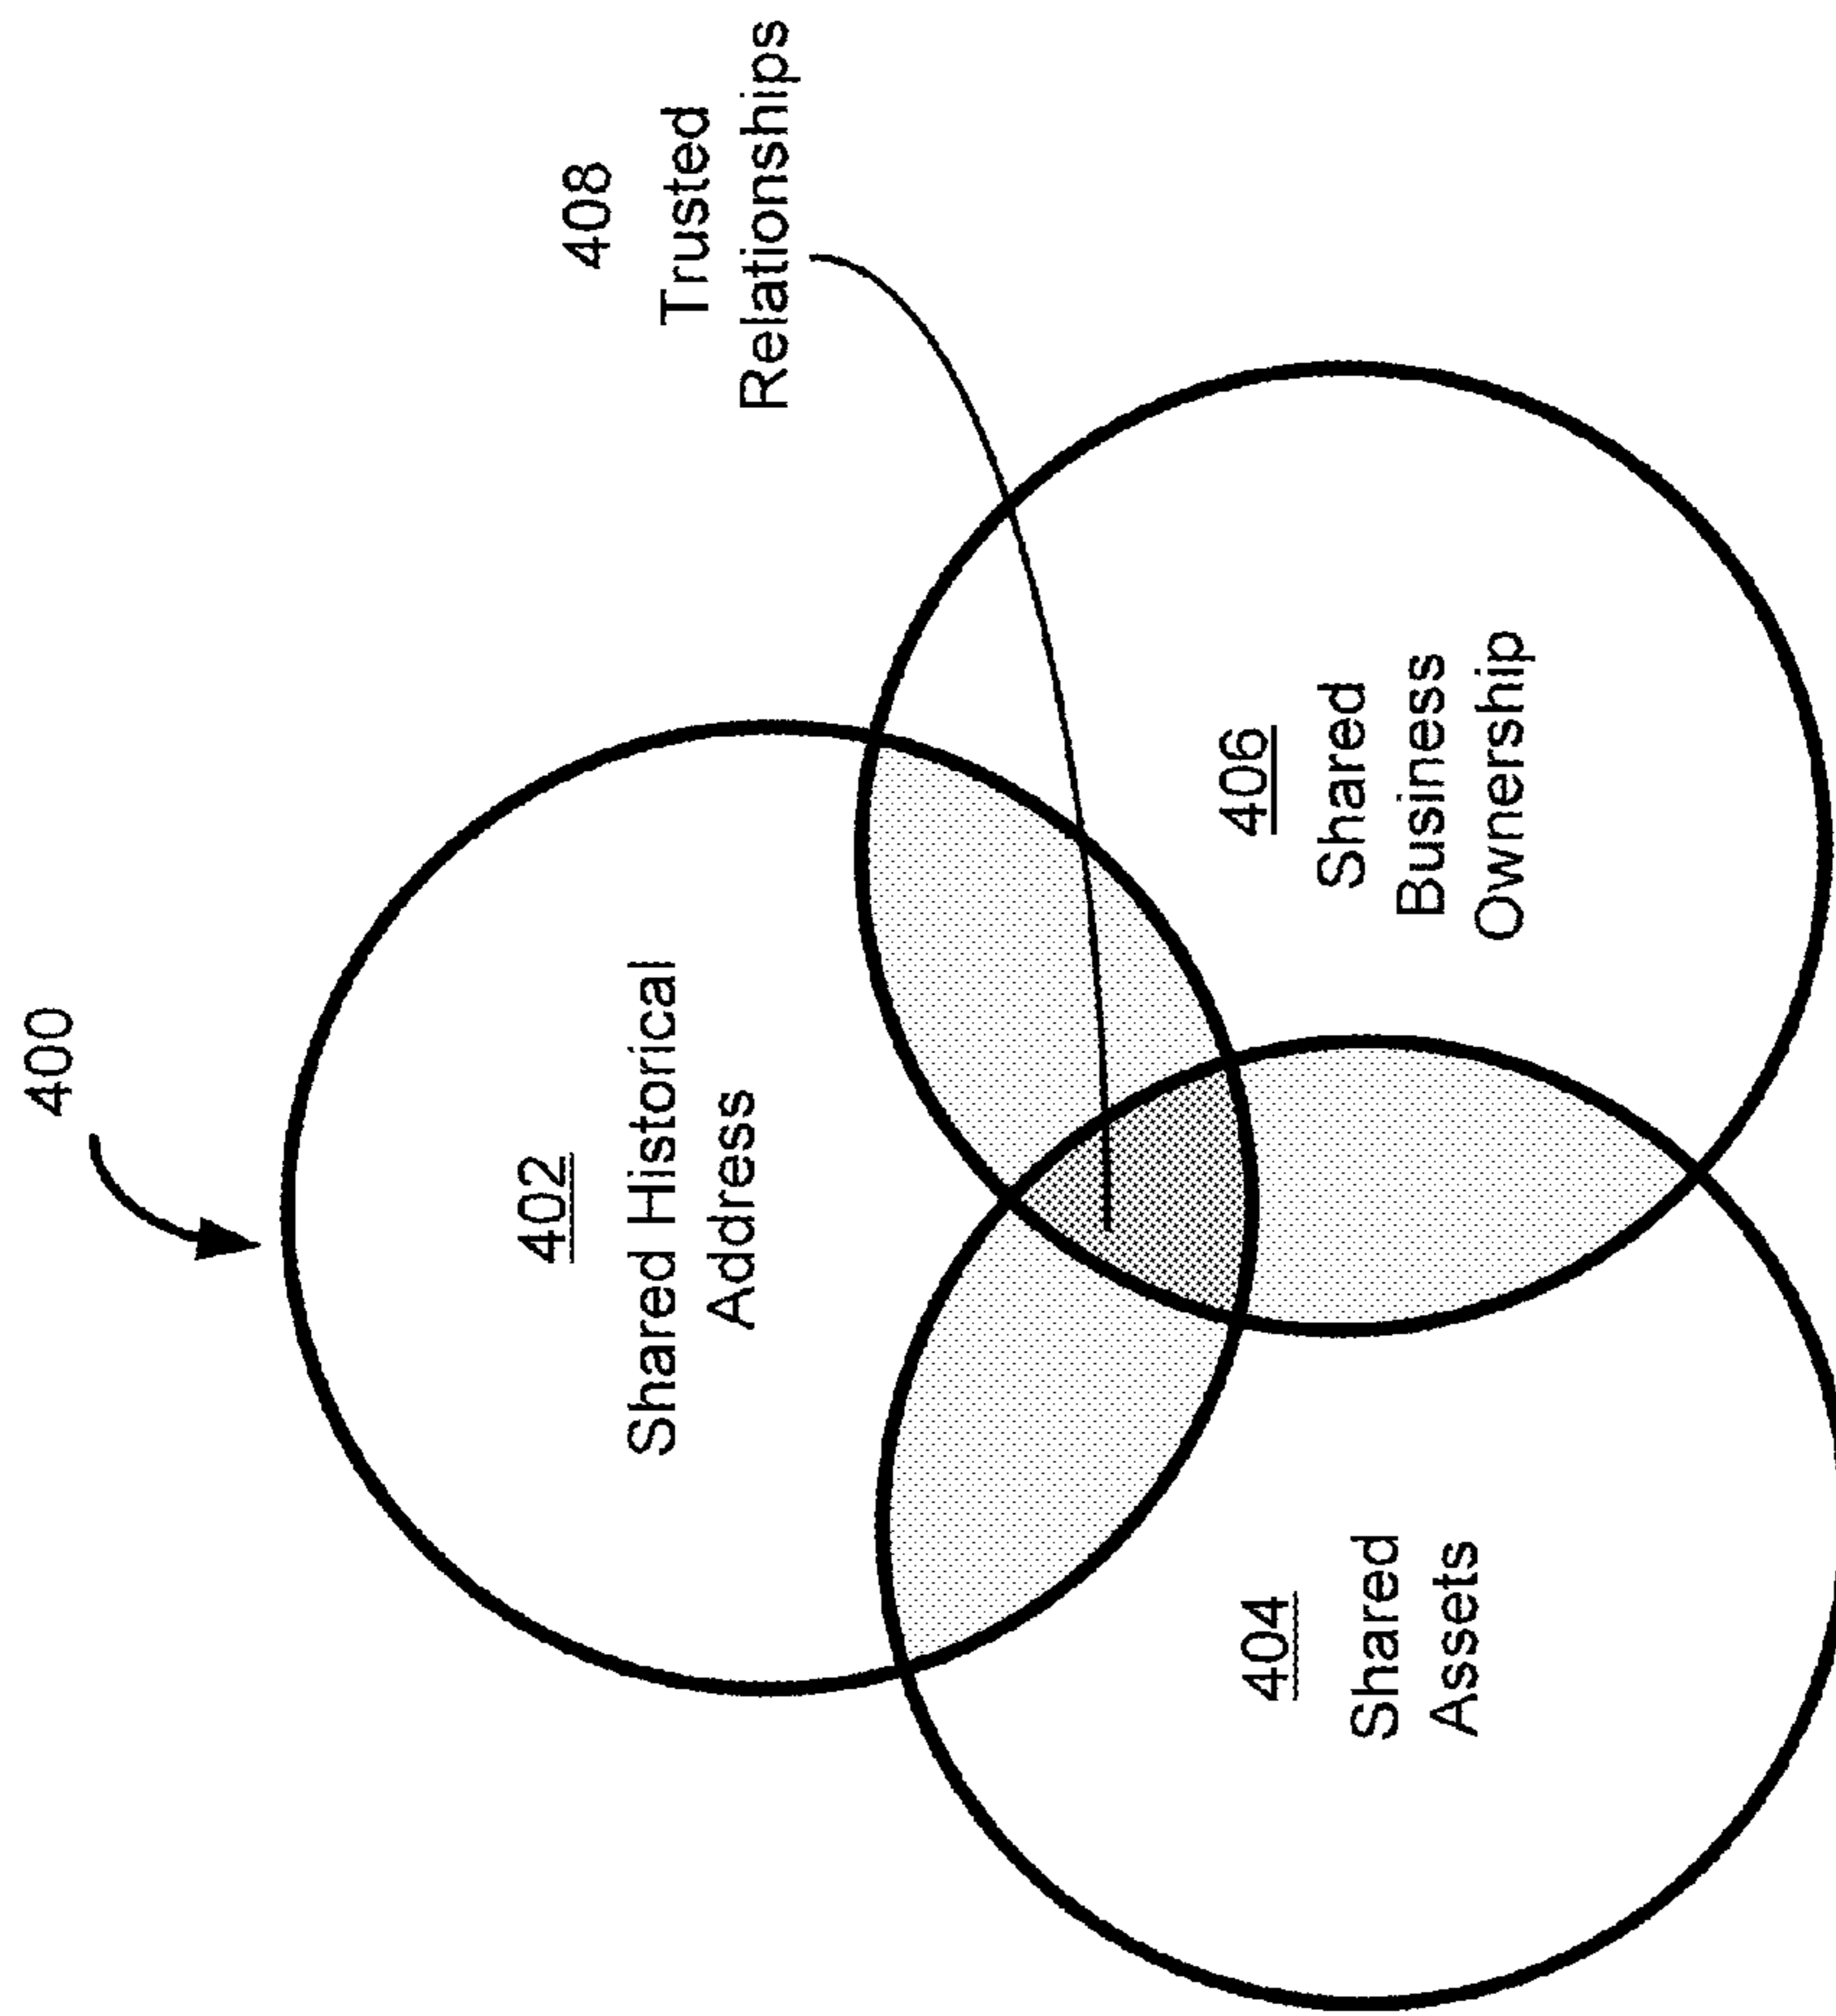 400
402
Shared Historical
Address
408
Trusted
Relationships
404
Shared
Assets
406
Shared
Business
Ownership